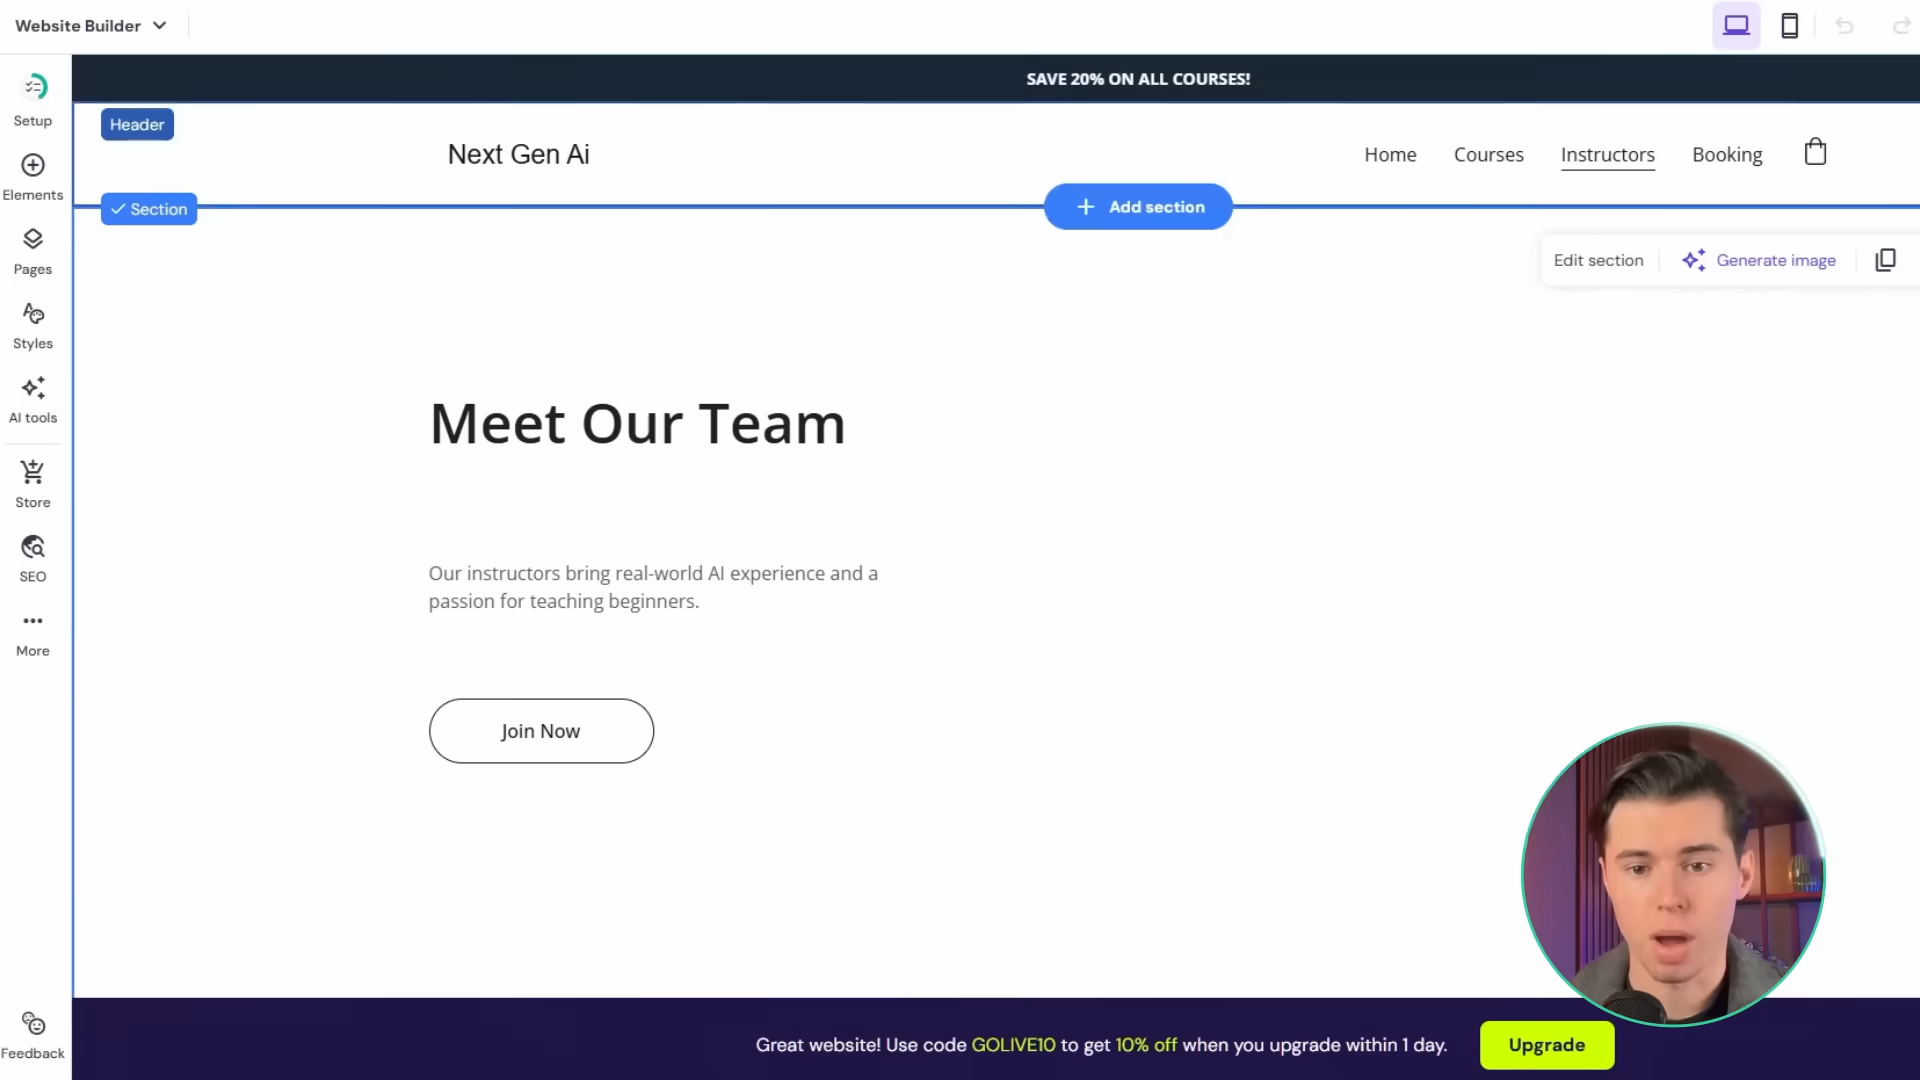 Website Builder
SAVE 20% ON ALL COURSES!
Setup
Header
Next Gen Ai
Home
Courses
Instructors
Booking
Elements
Section
Add section
Pages
Edit section
Generate image
Styles
AI tools
Meet Our Team
Store
SEO
Our instructors bring real-world AI experience and a
passion for teaching beginners.
More
Join Now
Feedback
Great website! Use code GOLIVE10 to get 10% off when you upgrade within 1 day.
Upgrade